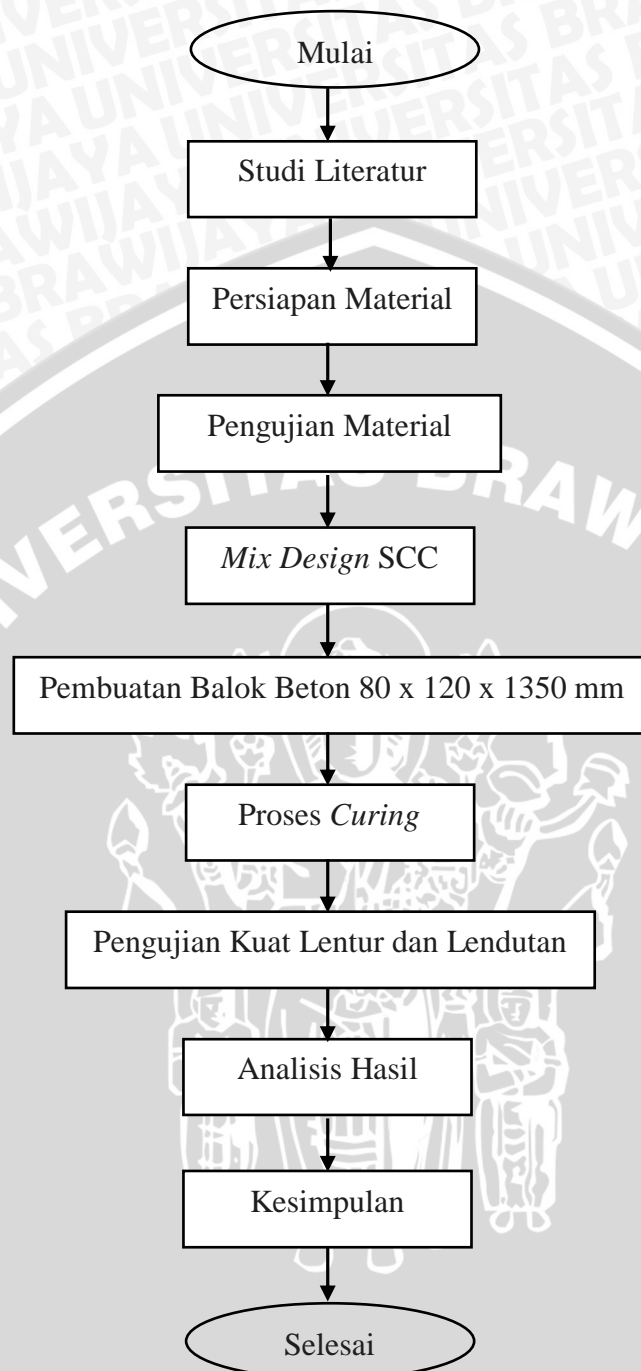 Mulai
Studi Literatur
Persiapan Material
Pengujian Material
Mix Design SCC
Pembuatan Balok Beton 80 x 120 x 1350 mm
Proses Curing
Pengujian Kuat Lentur dan Lendutan
Analisis Hasil
Kesimpulan
Selesai